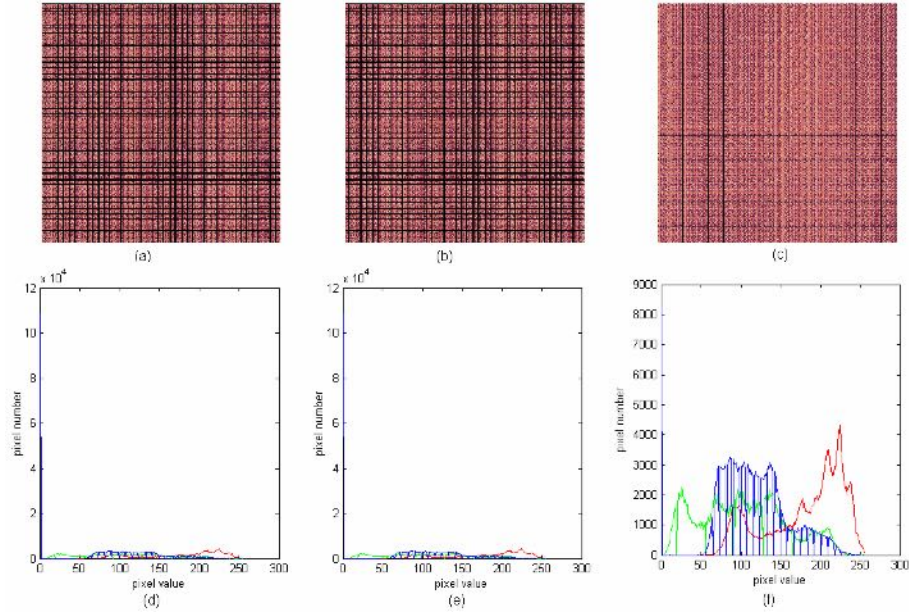 (a)
(b)
(c)
x 10^4
12
10
8
6
4
2
0
pixel number
0 50 100 150 200 250 300
pixel value
(d)
x 10^4
12
10
8
6
4
2
0
pixel number
0 50 100 150 200 250 300
pixel value
(e)
9000
8000
7000
6000
5000
4000
3000
2000
1000
0
pixel number
0 50 100 150 200 250 300
pixel value
(f)